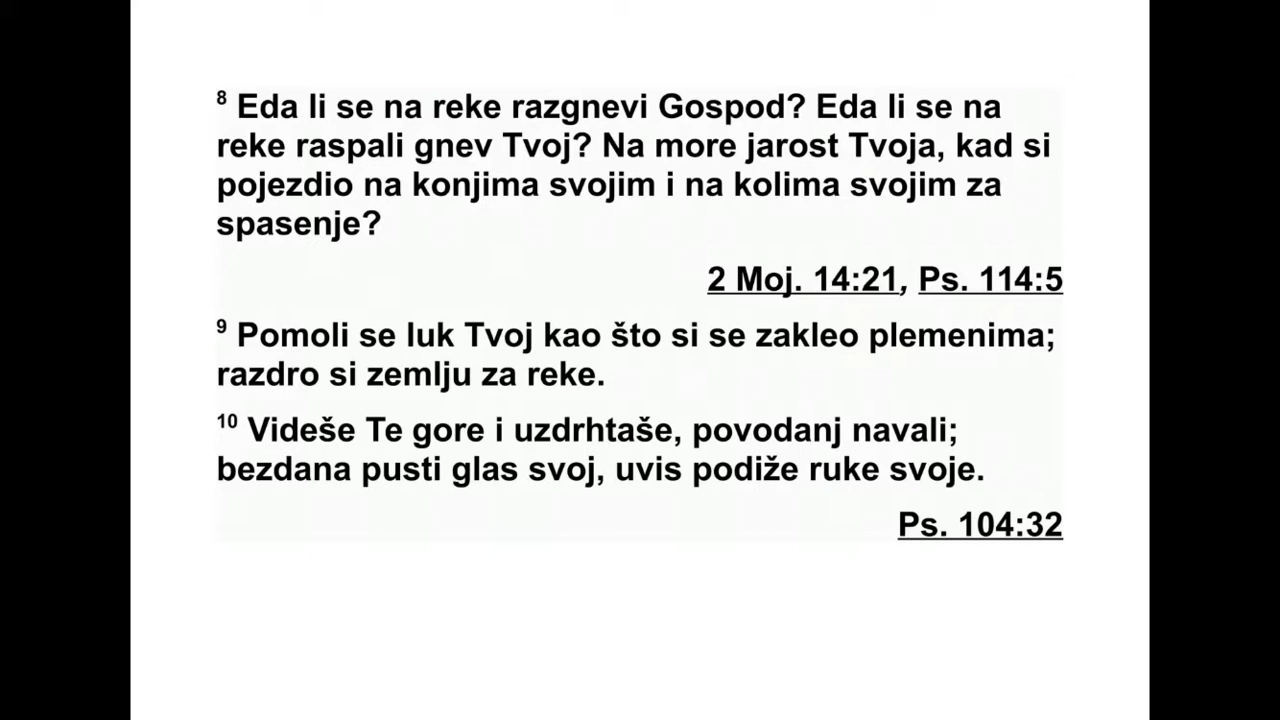 8 Eda li se na reke razgnevi Gospod? Eda li se na
reke raspali gnev Tvoj? Na more jarost Tvoja, kad si
pojezdio na konjima svojim i na kolima svojim za
spasenje?
2 Moj. 14:21, Ps. 114:5
9 Pomoli se luk Tvoj kao što si se zakleo plemenima;
razdro si zemlju za reke.
10 Videše Te gore i uzdrhtaše, povodanj navali;
bezdana pusti glas svoj, uvis podiže ruke svoje.
Ps. 104:32